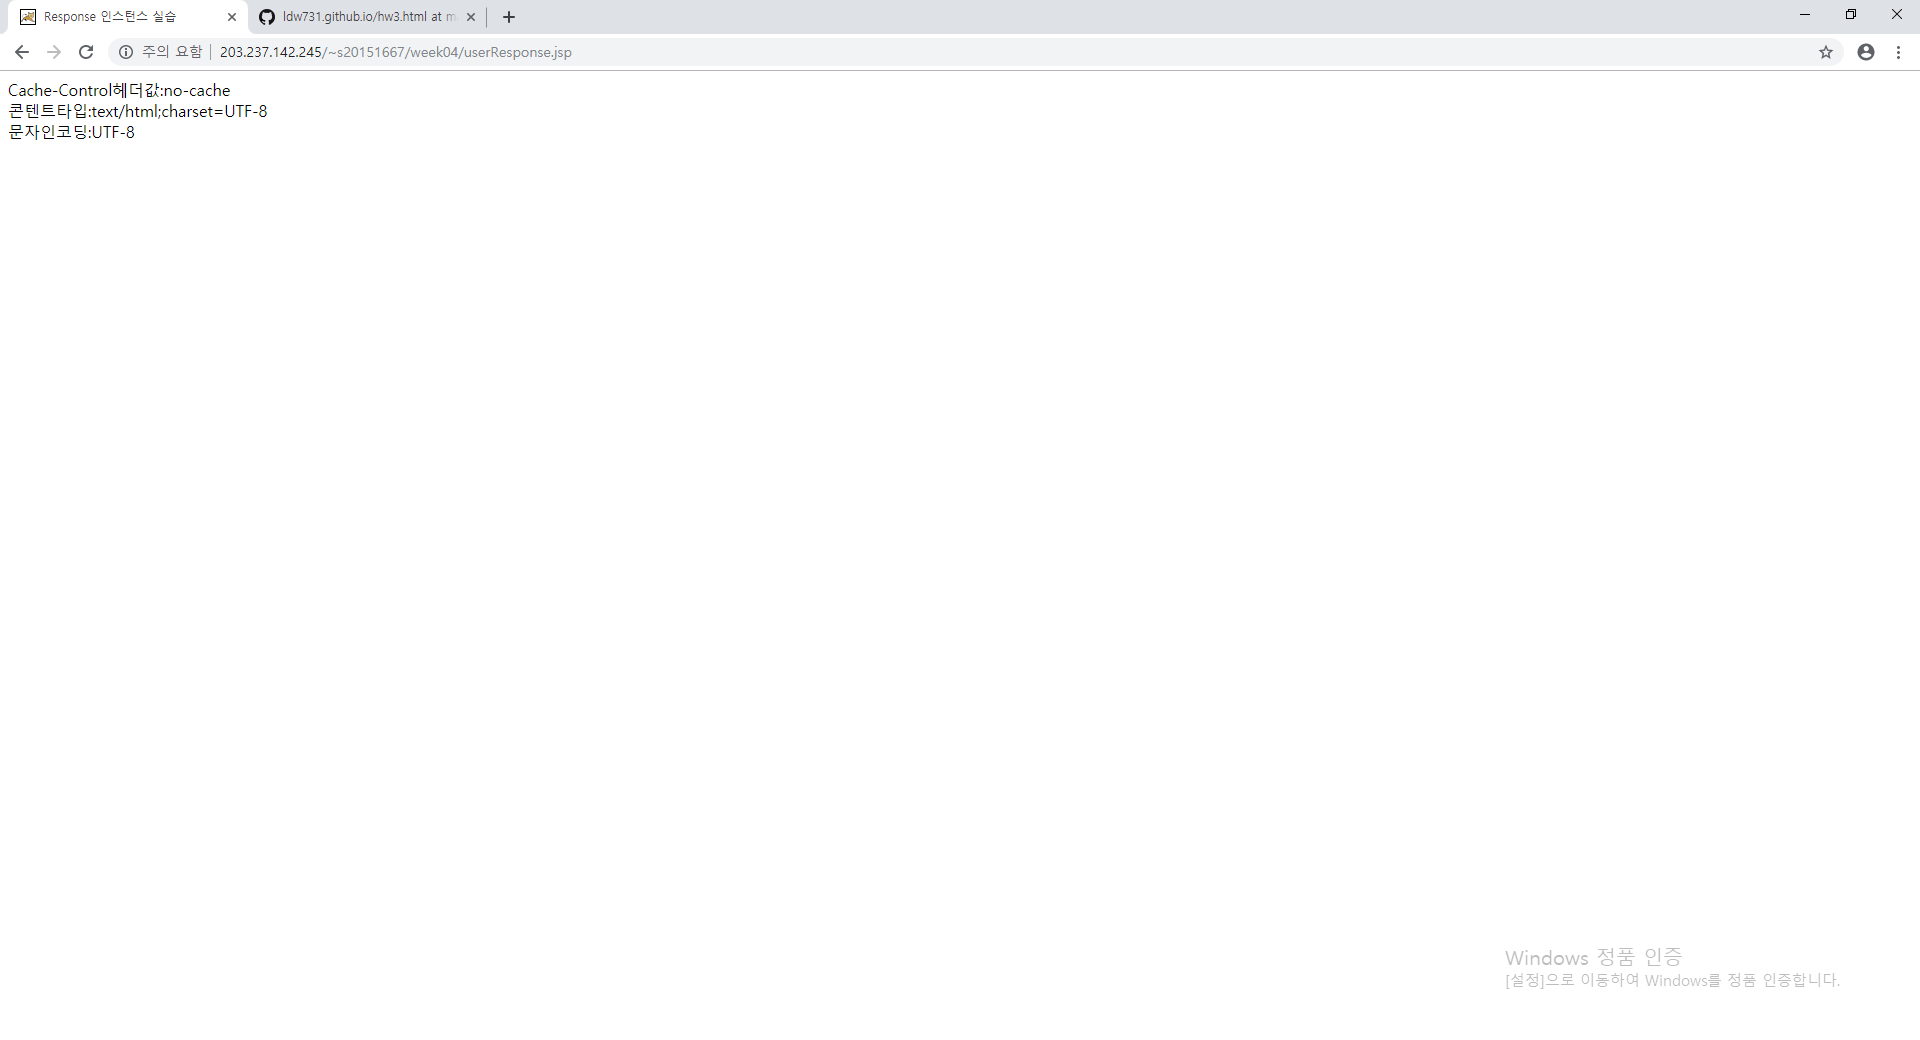 Response 인스턴스 실습
ldw731.github.io/hw3.html at m
주의 요함
203.237.142.245/~s20151667/week04/userResponse.jsp
Cache-Control헤더값:no-cache
콘텐트타입:text/html;charset=UTF-8
문자인코딩:UTF-8
Windows 정품 인증
[설정]으로 이동하여 Windows를 정품 인증합니다.